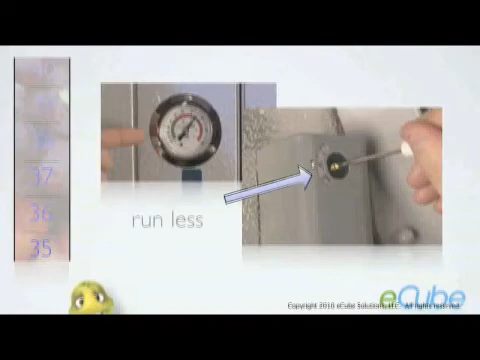 37
36
35
run less
eCube
Copyright 2010 eCube Solutions, LLC. All rights reserved.